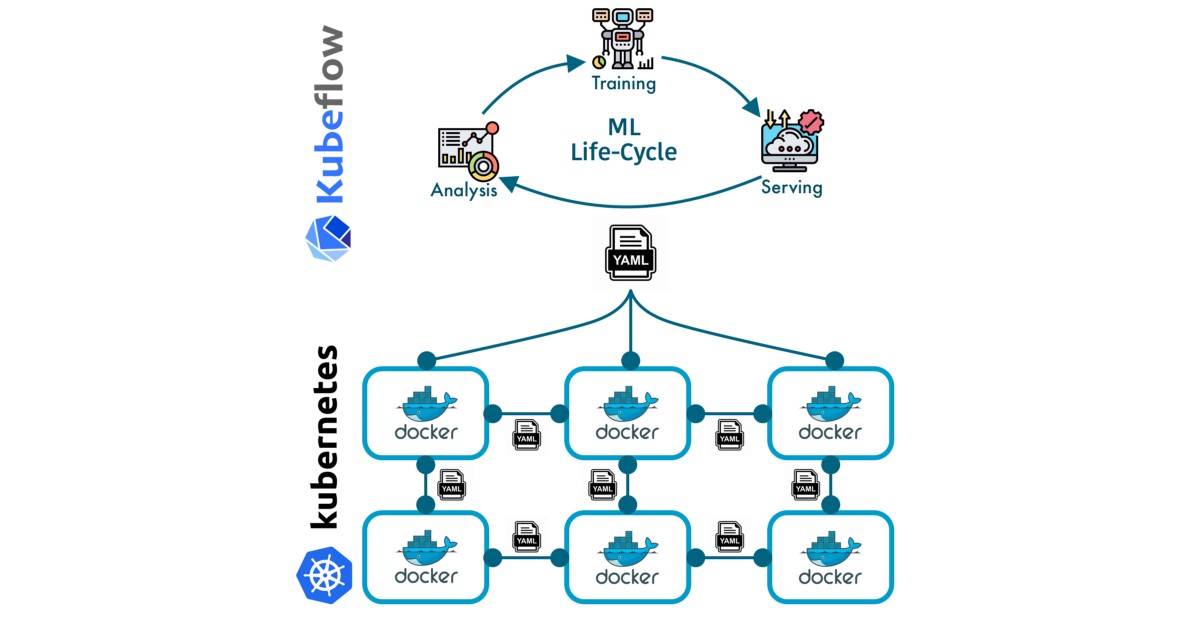 Kubeflow
Training
ML
Life-Cycle
Analysis
Serving
YAML
kubernetes
docker
docker
docker
YAML
YAML
YAML
YAML
YAML
YAML
YAML
docker
docker
docker